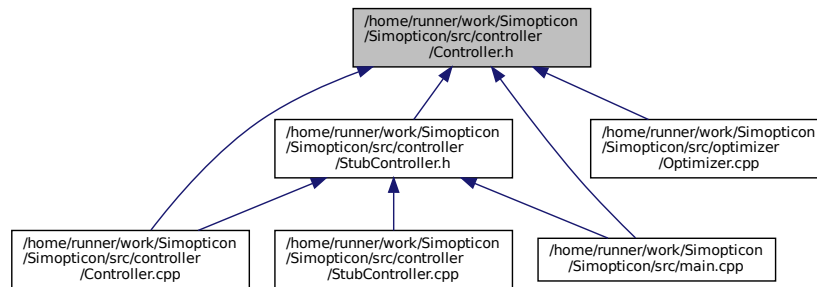 /home/runner/work/Simopticon
/Simopticon/src/controller
/Controller.h
/home/runner/work/Simopticon
/Simopticon/src/controller
/StubController.h
/home/runner/work/Simopticon
/Simopticon/src/optimizer
/Optimizer.cpp
/home/runner/work/Simopticon
/Simopticon/src/controller
/Controller.cpp
/home/runner/work/Simopticon
/Simopticon/src/controller
/StubController.cpp
/home/runner/work/Simopticon
/Simopticon/src/main.cpp